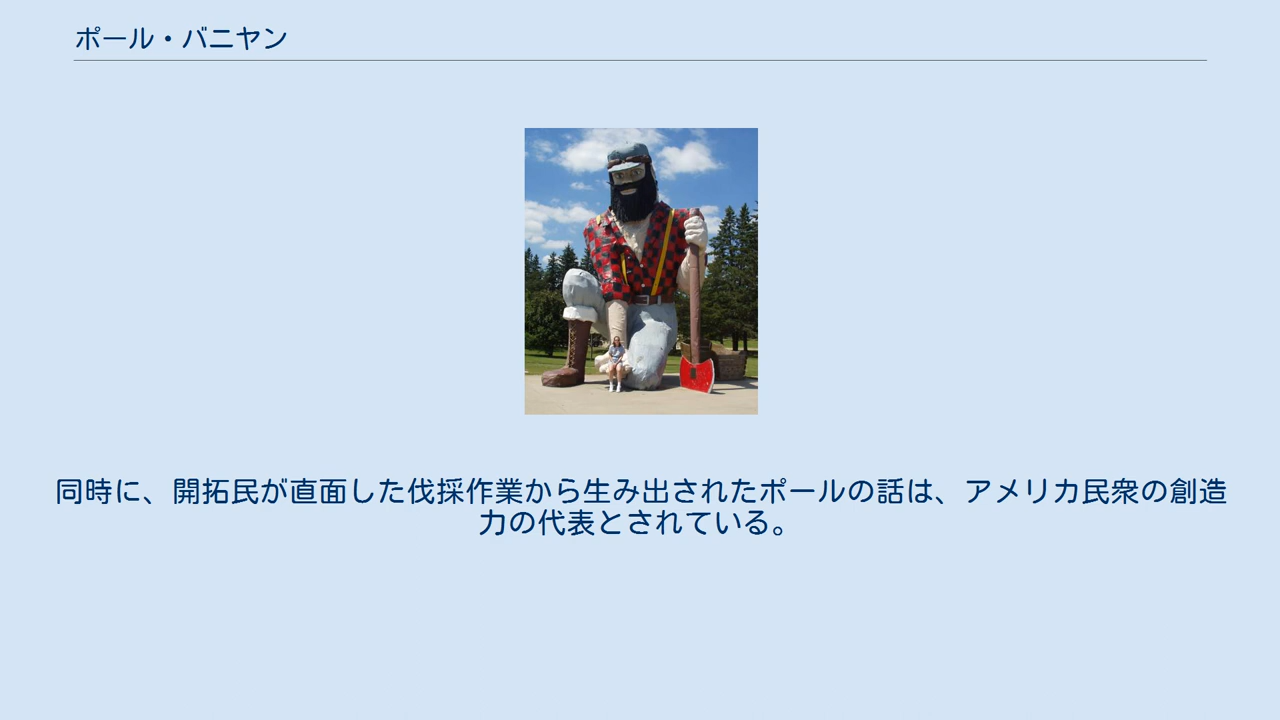 ポール・バニヤン
同時に、開拓民が直面した伐採作業から生み出されたポールの話は、アメリカ民衆の創造
力の代表とされている。